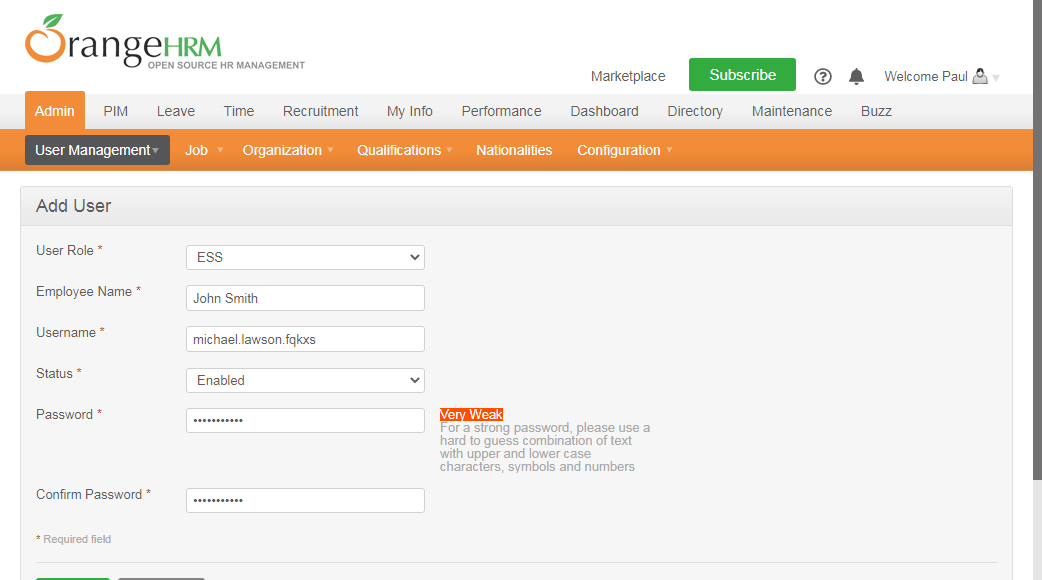 OrangeHRM
OPEN SOURCE HR MANAGEMENT
Marketplace Subscribe ? Welcome Paul
Admin PIM Leave Time Recruitment My Info Performance Dashboard Directory Maintenance Buzz
User Management Job Organization Qualifications Nationalities Configuration
Add User
User Role * ESS
Employee Name * John Smith
Username * michael.lawson.fqkxs
Status * Enabled
Password * ••••••••••• Very Weak
For a strong password, please use a
hard to guess combination of text
with upper and lower case
characters, symbols and numbers
Confirm Password * •••••••••••
* Required field